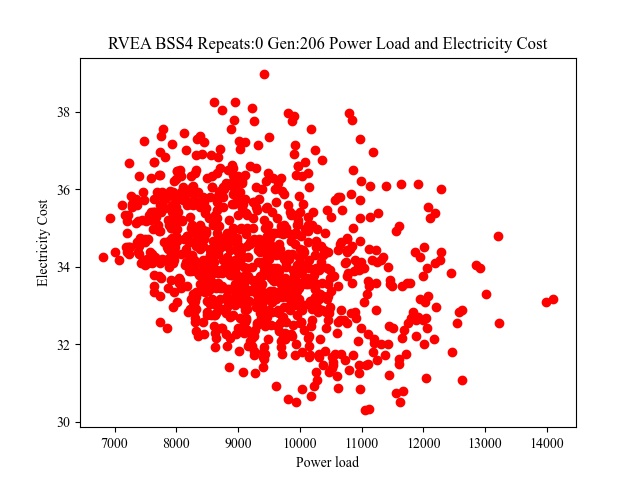 RVEA BSS4 Repeats:0 Gen:206 Power Load and Electricity Cost
38
36
34
32
30
Electricity Cost
7000 8000 9000 10000 11000 12000 13000 14000
Power load